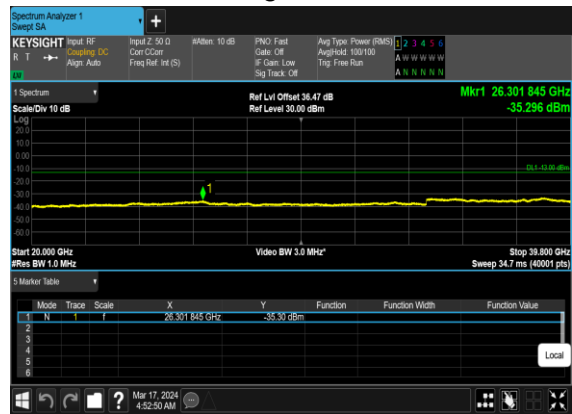 Spectrum Analyzer 1
Swept SA
+
KEYSIGHT Input: RF Input Z: 50 Ω #Atten: 10 dB PNO: Fast Avg Type: Power (RMS) 1 2 3 4 5 6
R T Coupling: DC Corr CCorr Gate: Off Avg|Hold: 100/100 A W W W W W
Align: Auto Freq Ref: Int (S) IF Gain: Low Trig: Free Run
Sig Track: Off A N N N N N
LXI
1 Spectrum
Scale/Div 10 dB
Ref Lvl Offset 36.47 dB
Ref Level 30.00 dBm
Mkr1 26.301 845 GHz
-35.296 dBm
Log
20.0
10.0
0.00
-10.0
DL1 -13.00 dBm
-20.0
-30.0
1
-40.0
-50.0
-60.0
Start 20.000 GHz Video BW 3.0 MHz* Stop 39.800 GHz
#Res BW 1.0 MHz Sweep 34.7 ms (40001 pts)
5 Marker Table
Mode Trace Scale X Y Function Function Width Function Value
1 N 1 f 26.301 845 GHz -35.30 dBm
2
3
4
5
6
Local
? Mar 17, 2024
4:52:50 AM